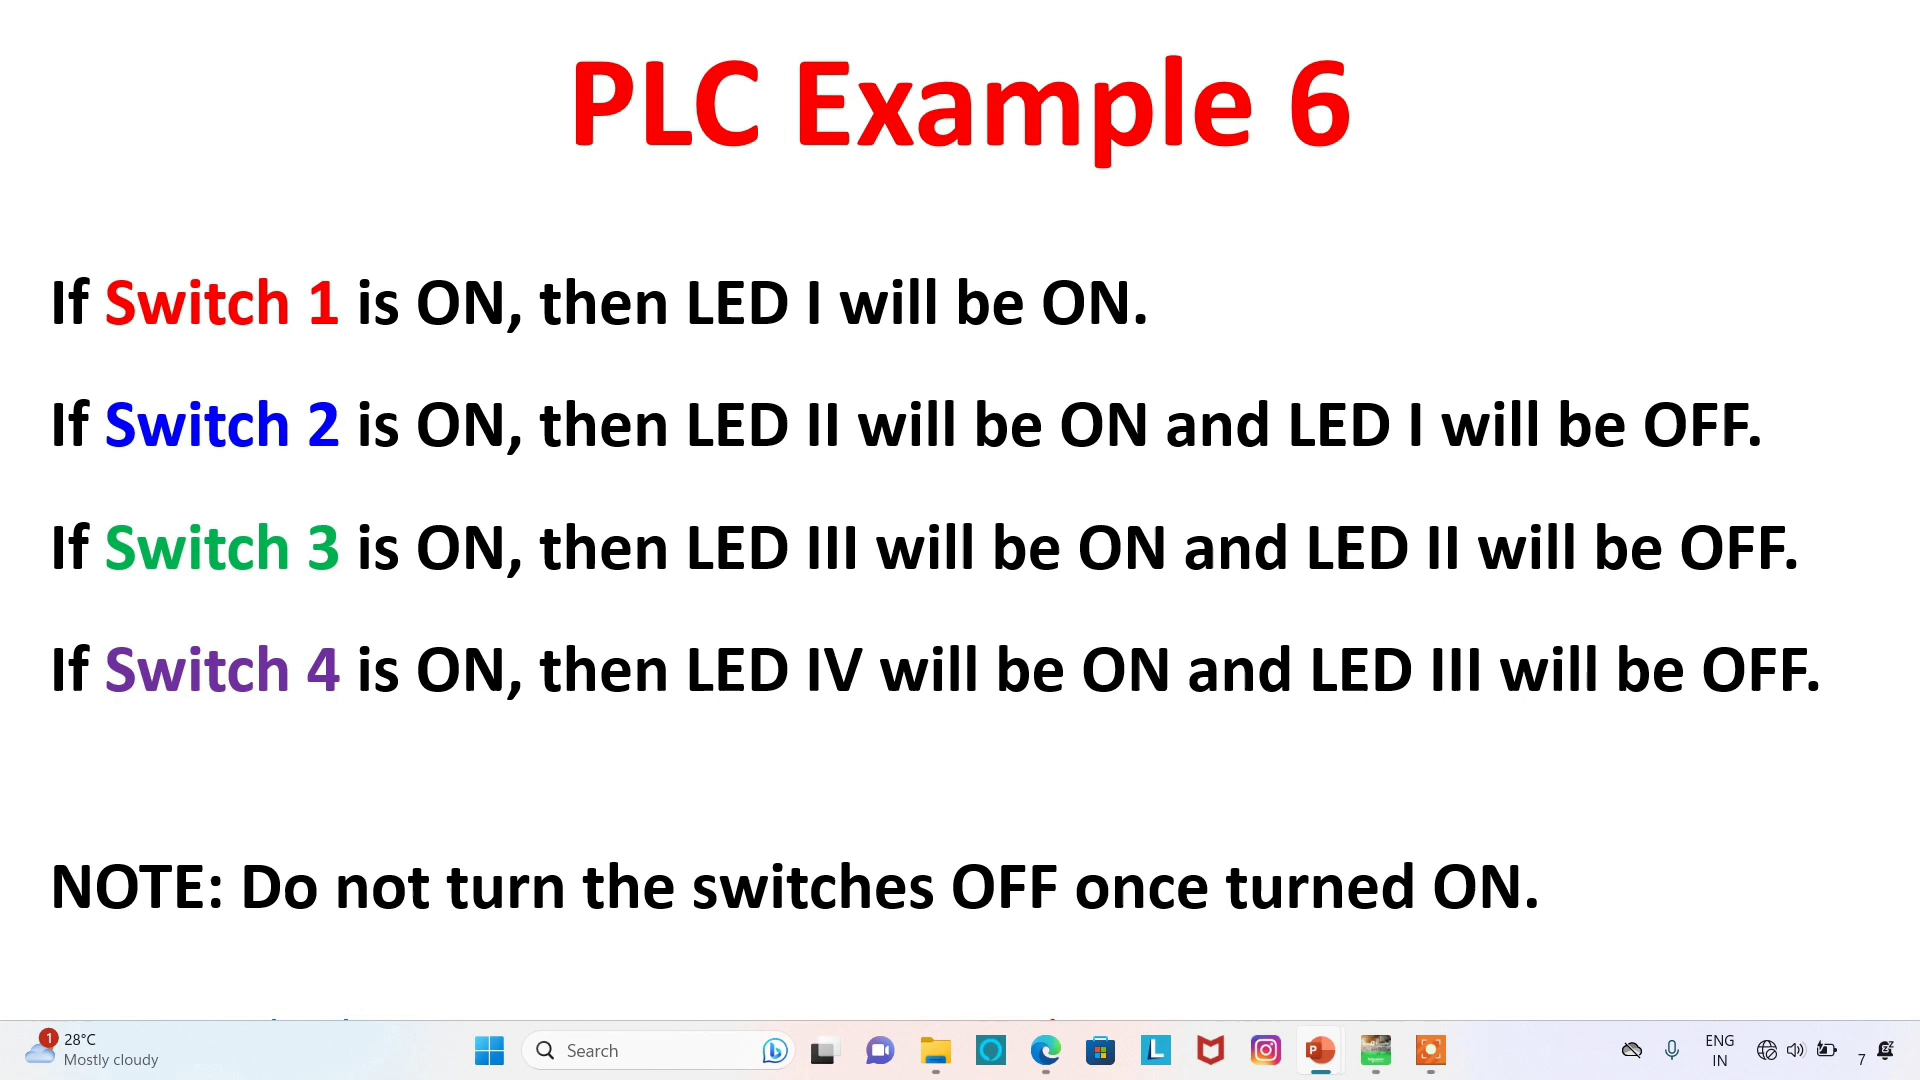 PLC Example 6
If Switch 1 is ON, then LED I will be ON.
If Switch 2 is ON, then LED II will be ON and LED I will be OFF.
If Switch 3 is ON, then LED III will be ON and LED II will be OFF.
If Switch 4 is ON, then LED IV will be ON and LED III will be OFF.
NOTE: Do not turn the switches OFF once turned ON.
1
28°C
Mostly cloudy
Search
ENG
IN
7